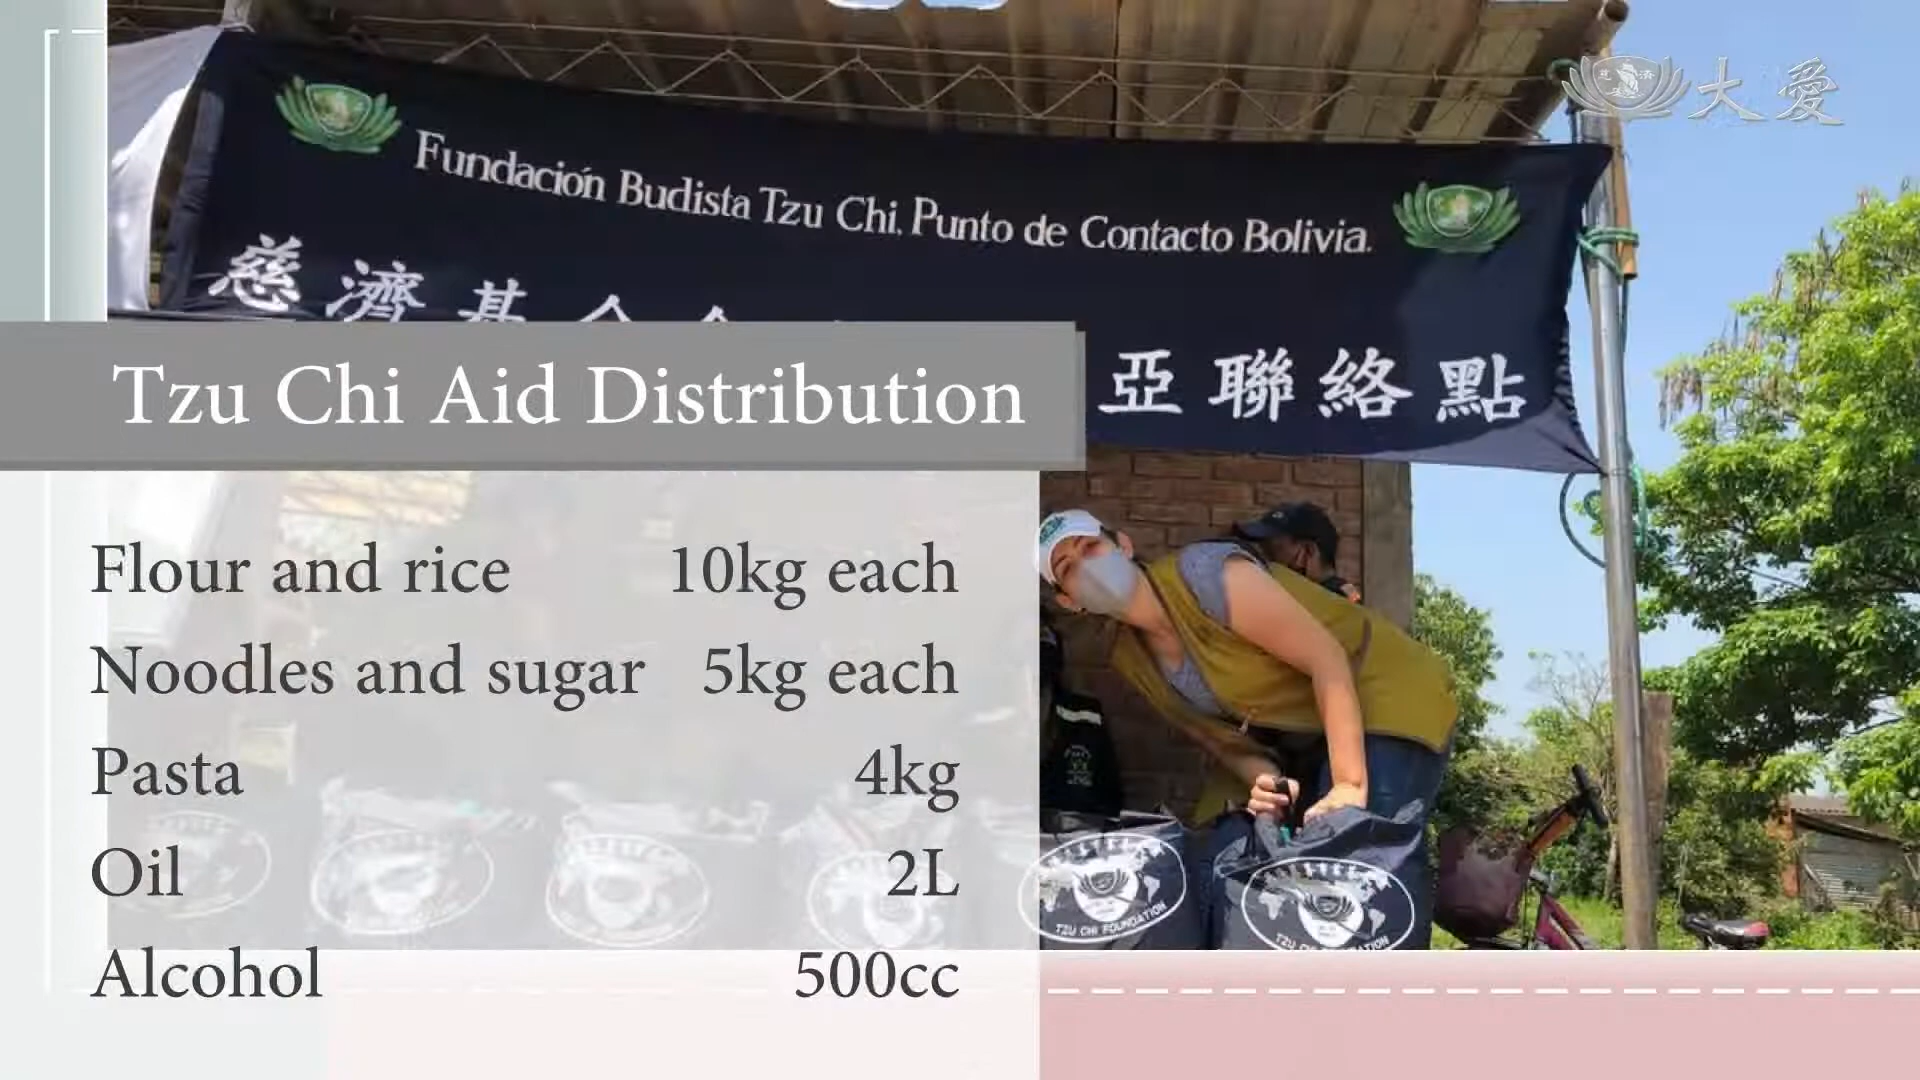 大愛
Fundación Budista Tzu Chi. Punto de Contacto Bolivia.
慈濟基 亞聯絡點
Tzu Chi Aid Distribution
Flour and rice 10kg each
Noodles and sugar 5kg each
Pasta 4kg
Oil 2L
Alcohol 500cc
TZU CHI FOUNDATION